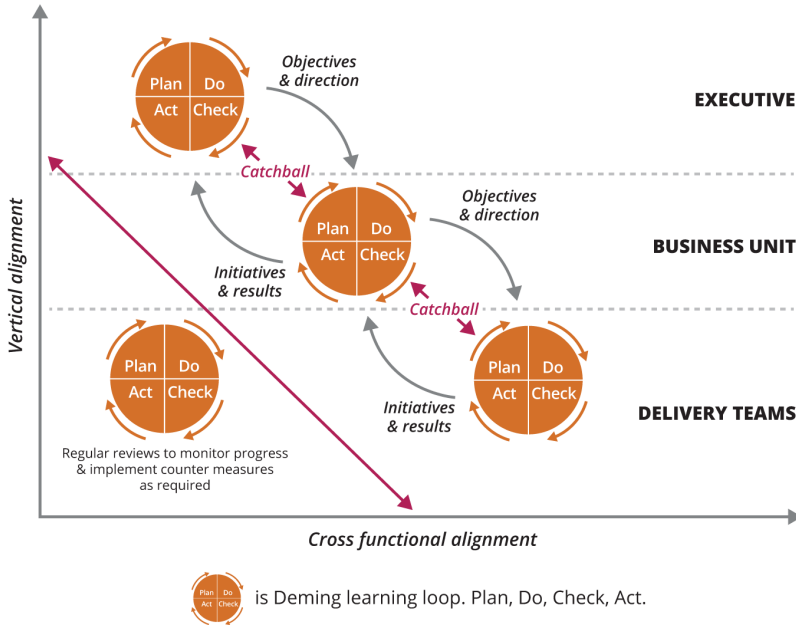 Objectives
& direction
Plan Do
Act Check
EXECUTIVE
Catchball
Objectives
& direction
Plan Do
Act Check
BUSINESS UNIT
Initiatives
& results
Catchball
Vertical alignment
Plan Do
Act Check
Plan Do
Act Check
Initiatives
& results
DELIVERY TEAMS
Regular reviews to monitor progress
& implement counter measures
as required
Cross functional alignment
Plan Do
Act Check
is Deming learning loop. Plan, Do, Check, Act.